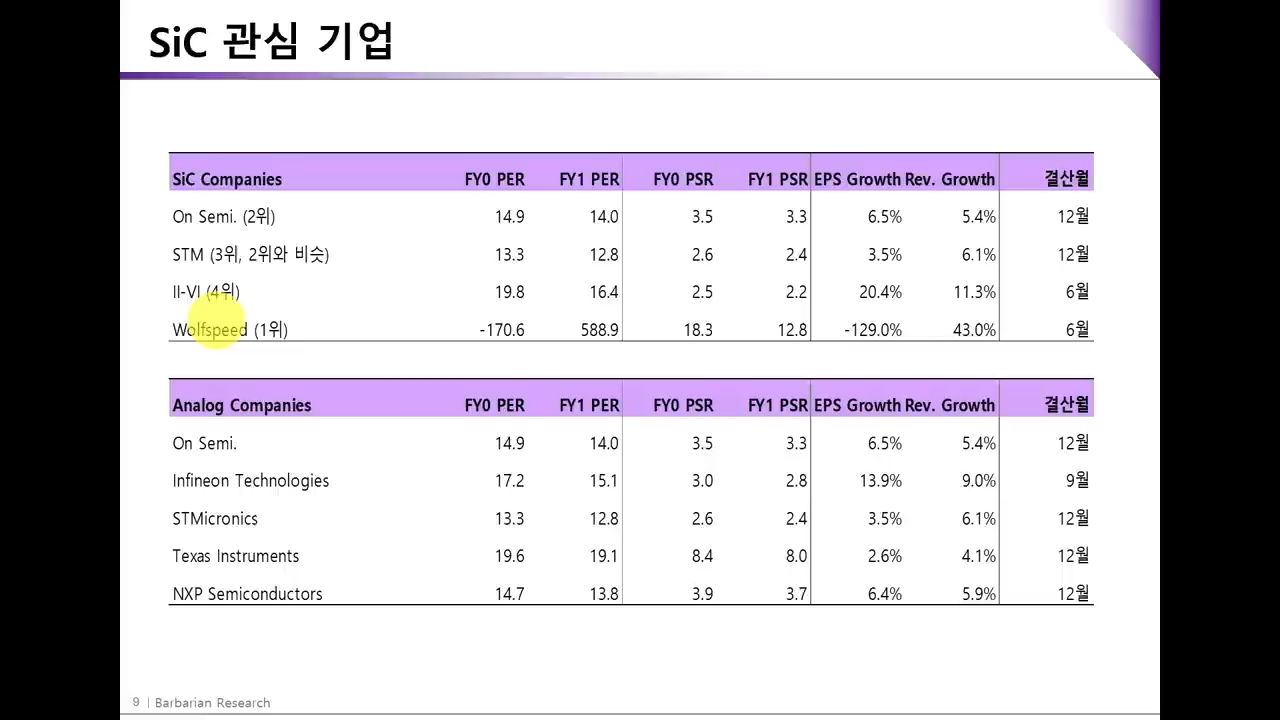 SiC 관심 기업
SiC Companies FY0 PER FY1 PER FY0 PSR FY1 PSR EPS Growth Rev. Growth 결산월
On Semi. (2위) 14.9 14.0 3.5 3.3 6.5% 5.4% 12월
STM (3위, 2위와 비슷) 13.3 12.8 2.6 2.4 3.5% 6.1% 12월
II-VI (4위) 19.8 16.4 2.5 2.2 20.4% 11.3% 6월
Wolfspeed (1위) -170.6 588.9 18.3 12.8 -129.0% 43.0% 6월
Analog Companies FY0 PER FY1 PER FY0 PSR FY1 PSR EPS Growth Rev. Growth 결산월
On Semi. 14.9 14.0 3.5 3.3 6.5% 5.4% 12월
Infineon Technologies 17.2 15.1 3.0 2.8 13.9% 9.0% 9월
STMicronics 13.3 12.8 2.6 2.4 3.5% 6.1% 12월
Texas Instruments 19.6 19.1 8.4 8.0 2.6% 4.1% 12월
NXP Semiconductors 14.7 13.8 3.9 3.7 6.4% 5.9% 12월
9 | Barbarian Research